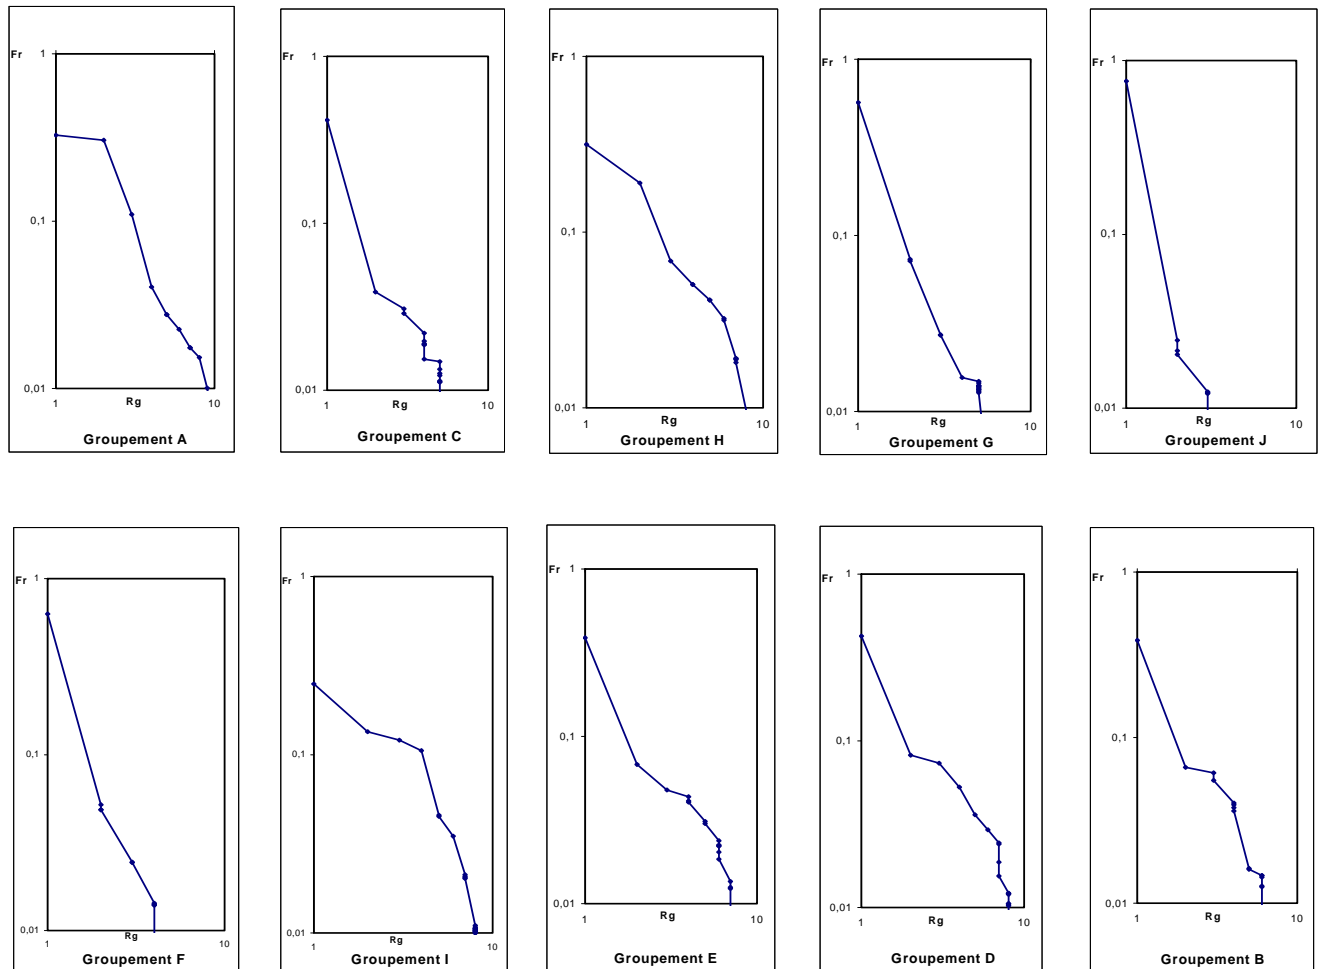 Fr 1
0,1
0,01
1 Rg 10
Groupement A
Fr 1
0,1
0,01
Rg
1 10
Groupement C
Fr 1
0,1
0,01
Rg
1 10
Groupement H
Fr 1
0,1
0,01
Rg
1 10
Groupement G
Fr 1
0,1
0,01
Rg
1 10
Groupement J
Fr 1
0,1
0,01
Rg
1 10
Groupement F
Fr 1
0,1
0,01
Rg
1 10
Groupement I
Fr 1
0,1
0,01
Rg
1 10
Groupement E
Fr 1
0,1
0,01
Rg
1 10
Groupement D
Fr 1
0,1
0,01
Rg
1 10
Groupement B